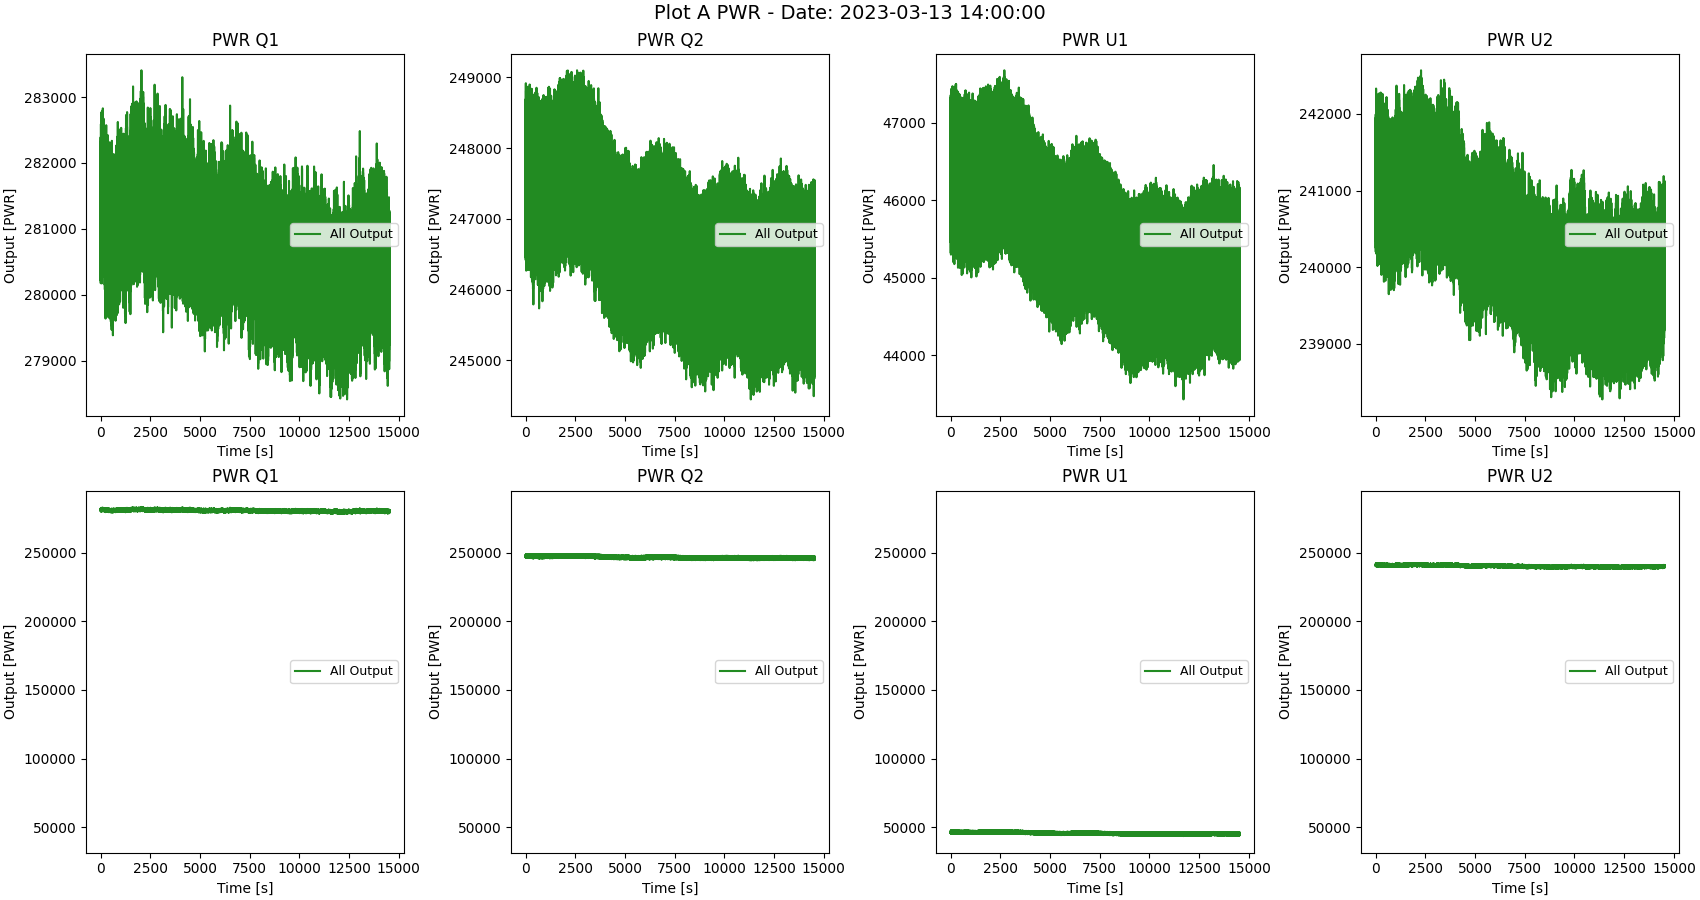 Plot A PWR - Date: 2023-03-13 14:00:00
PWR Q1
Output [PWR]
283000
282000
281000
280000
279000
All Output
0 2500 5000 7500 10000 12500 15000
Time [s]
PWR Q2
Output [PWR]
249000
248000
247000
246000
245000
All Output
0 2500 5000 7500 10000 12500 15000
Time [s]
PWR U1
Output [PWR]
47000
46000
45000
44000
All Output
0 2500 5000 7500 10000 12500 15000
Time [s]
PWR U2
Output [PWR]
242000
241000
240000
239000
All Output
0 2500 5000 7500 10000 12500 15000
Time [s]
PWR Q1
Output [PWR]
250000
200000
150000
100000
50000
All Output
0 2500 5000 7500 10000 12500 15000
Time [s]
PWR Q2
Output [PWR]
250000
200000
150000
100000
50000
All Output
0 2500 5000 7500 10000 12500 15000
Time [s]
PWR U1
Output [PWR]
250000
200000
150000
100000
50000
All Output
0 2500 5000 7500 10000 12500 15000
Time [s]
PWR U2
Output [PWR]
250000
200000
150000
100000
50000
All Output
0 2500 5000 7500 10000 12500 15000
Time [s]